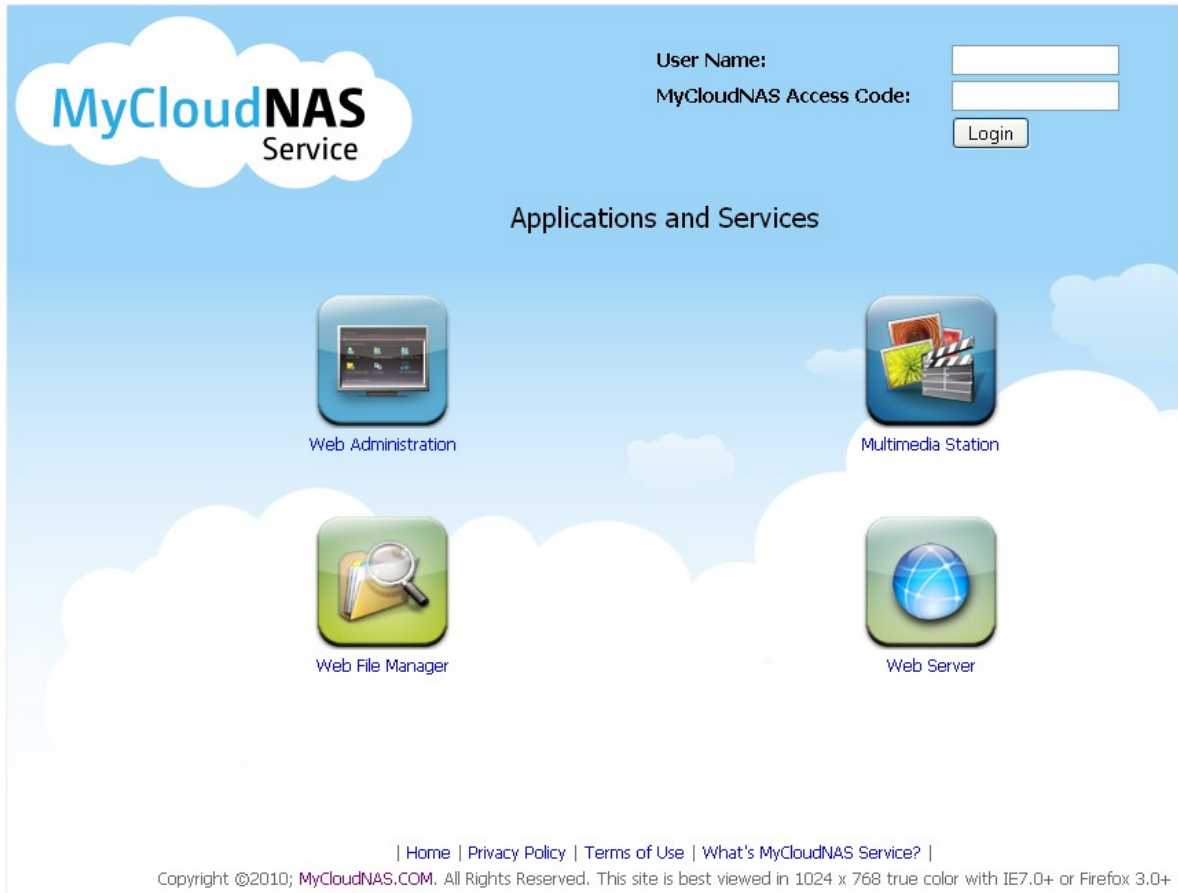 MyCloudNAS
Service
User Name:
MyCloudNAS Access Code:
Login
Applications and Services
Web Administration
Multimedia Station
Web File Manager
Web Server
| Home | Privacy Policy | Terms of Use | What's MyCloudNAS Service? |
Copyright ©2010; MyCloudNAS.COM. All Rights Reserved. This site is best viewed in 1024 x 768 true color with IE7.0+ or Firefox 3.0+